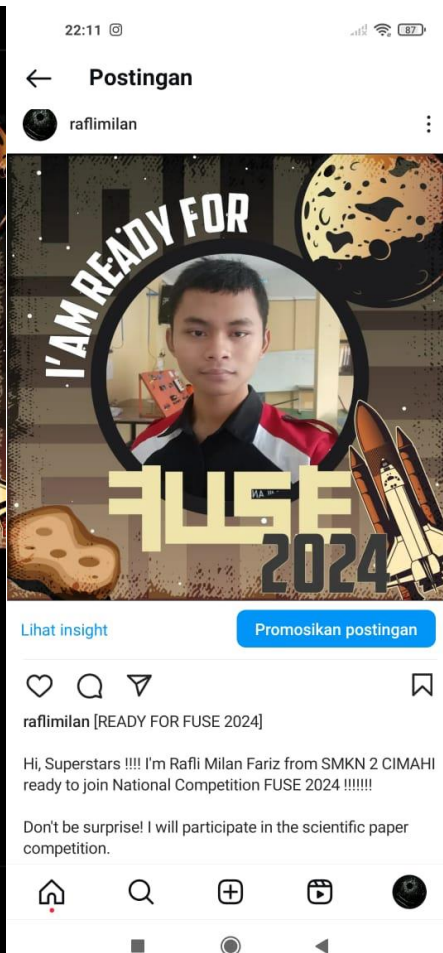 22:11
87
Postingan
raflimilan
I'AM READY FOR
FUSE
2024
Lihat insight
Promosikan postingan
raflimilan [READY FOR FUSE 2024]
Hi, Superstars !!!! I'm Rafli Milan Fariz from SMKN 2 CIMAHI
ready to join National Competition FUSE 2024 !!!!!!!
Don't be surprise! I will participate in the scientific paper
competition.